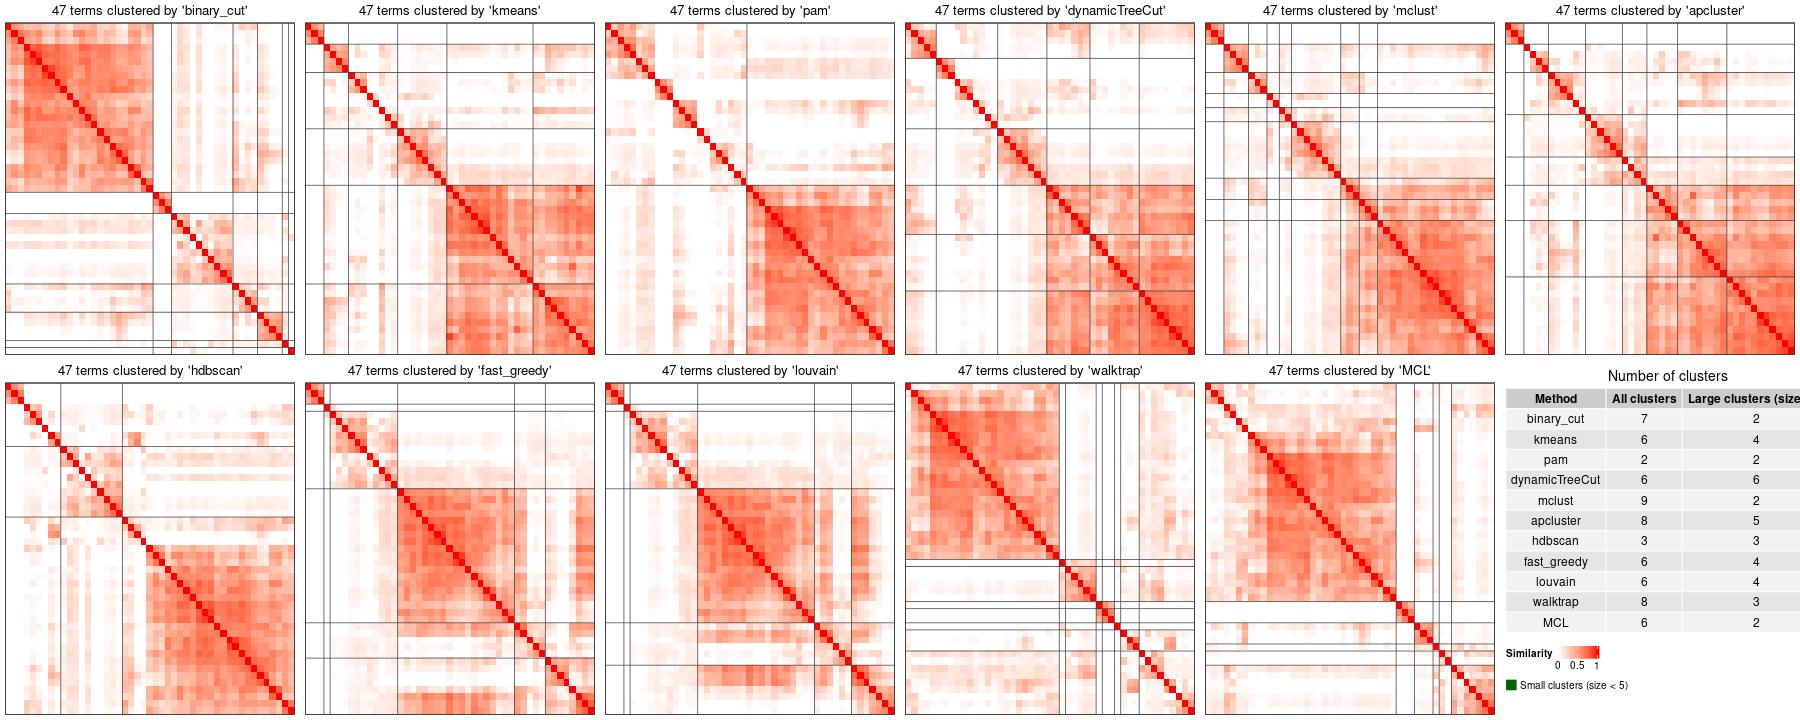 47 terms clustered by 'binary_cut'
47 terms clustered by 'kmeans'
47 terms clustered by 'pam'
47 terms clustered by 'dynamicTreeCut'
47 terms clustered by 'mclust'
47 terms clustered by 'apcluster'
47 terms clustered by 'hdbscan'
47 terms clustered by 'fast_greedy'
47 terms clustered by 'louvain'
47 terms clustered by 'walktrap'
47 terms clustered by 'MCL'
Number of clusters
Method All clusters Large clusters (size
binary_cut 7 2
kmeans 6 4
pam 2 2
dynamicTreeCut 6 6
mclust 9 2
apcluster 8 5
hdbscan 3 3
fast_greedy 6 4
louvain 6 4
walktrap 8 3
MCL 6 2
Similarity
0 0.5 1
Small clusters (size < 5)